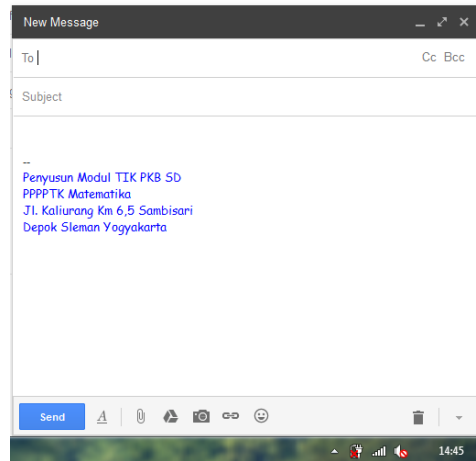 New Message
To
Cc Bcc
Subject
--
Penyusun Modul TIK PKB SD
PPPPTK Matematika
Jl. Kaliurang Km 6,5 Sambisari
Depok Sleman Yogyakarta
Send A
14:45